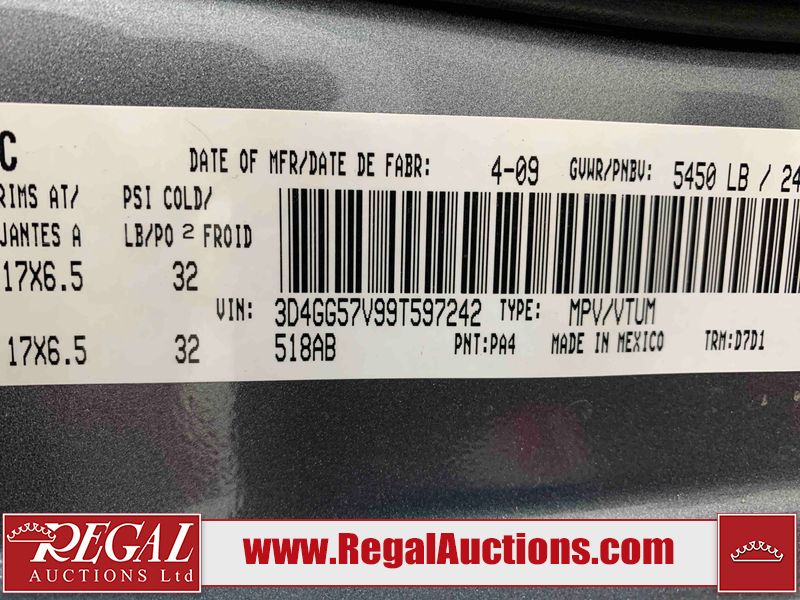 C
DATE OF MFR/DATE DE FABR: 4-09 GVWR/PNBV: 5450 LB / 24
RIMS AT/ PSI COLD/
JANTES A LB/PO 2 FROID
17X6.5 32
VIN: 3D4GG57V99T597242 TYPE: MPV/VTUM
17X6.5 32 518AB PNT:PA4 MADE IN MEXICO TRM:D7D1
REGAL
AUCTIONS Ltd
www.RegalAuctions.com